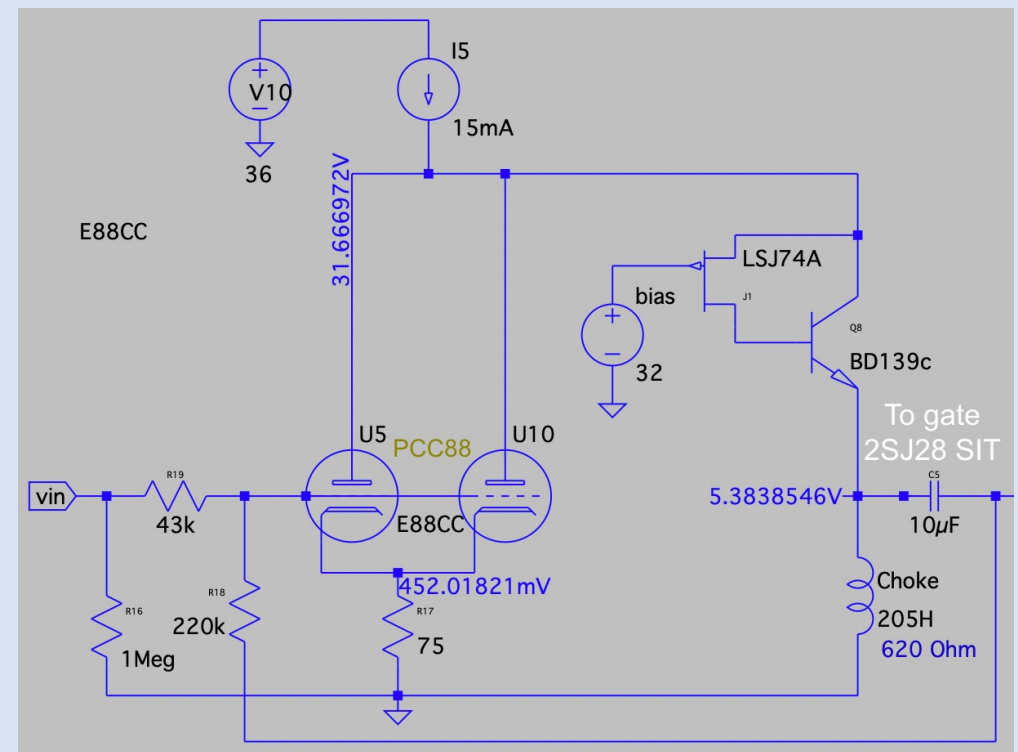 I5
V10
15mA
36
31.666972V
E88CC
LSJ74A
bias
J1
Q8
32
BD139c
To gate
2SJ28 SIT
U5
PCC88
U10
R19
C5
vin
5.3838546V
43k
E88CC
10µF
452.01821mV
Choke
R18
R16
R17
205H
220k
75
620 Ohm
1Meg